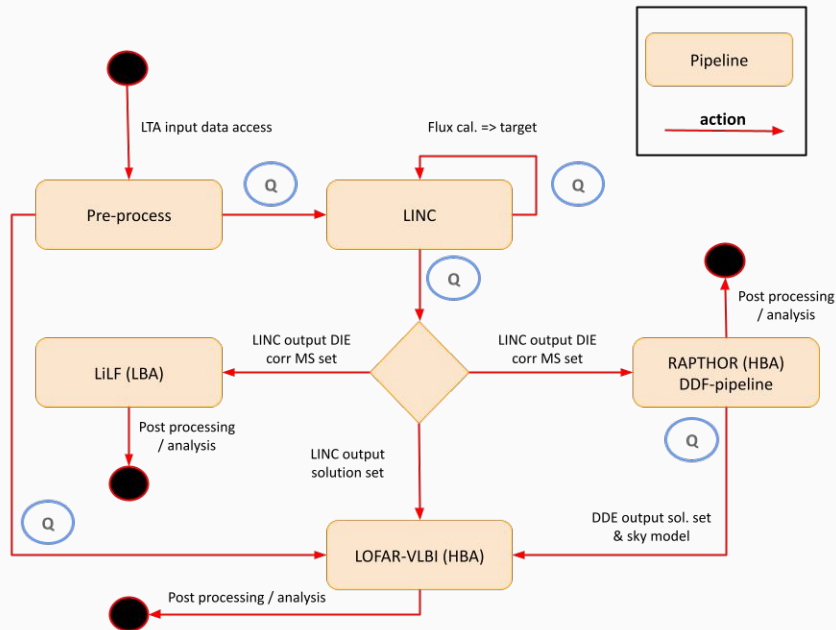 Pipeline
action
LTA input data access
Flux cal. => target
Q
Q
Pre-process
LINC
Q
Post processing
/ analysis
LINC output DIE
corr MS set
LINC output DIE
corr MS set
LiLF (LBA)
RAPTHOR (HBA)
DDF-pipeline
Post processing
/ analysis
Q
LINC output
solution set
Q
DDE output sol. set
& sky model
LOFAR-VLBI (HBA)
Post processing / analysis